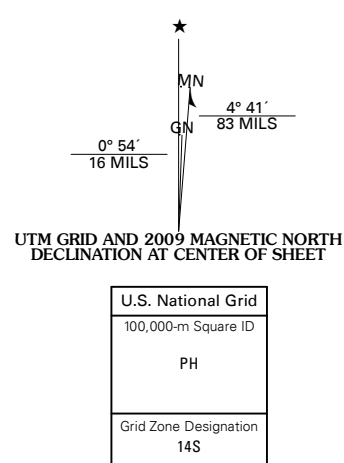 ★
MN
GN
4° 41´
83 MILS
0° 54´
16 MILS
UTM GRID AND 2009 MAGNETIC NORTH
DECLINATION AT CENTER OF SHEET
U.S. National Grid
100,000-m Square ID
PH
Grid Zone Designation
14S